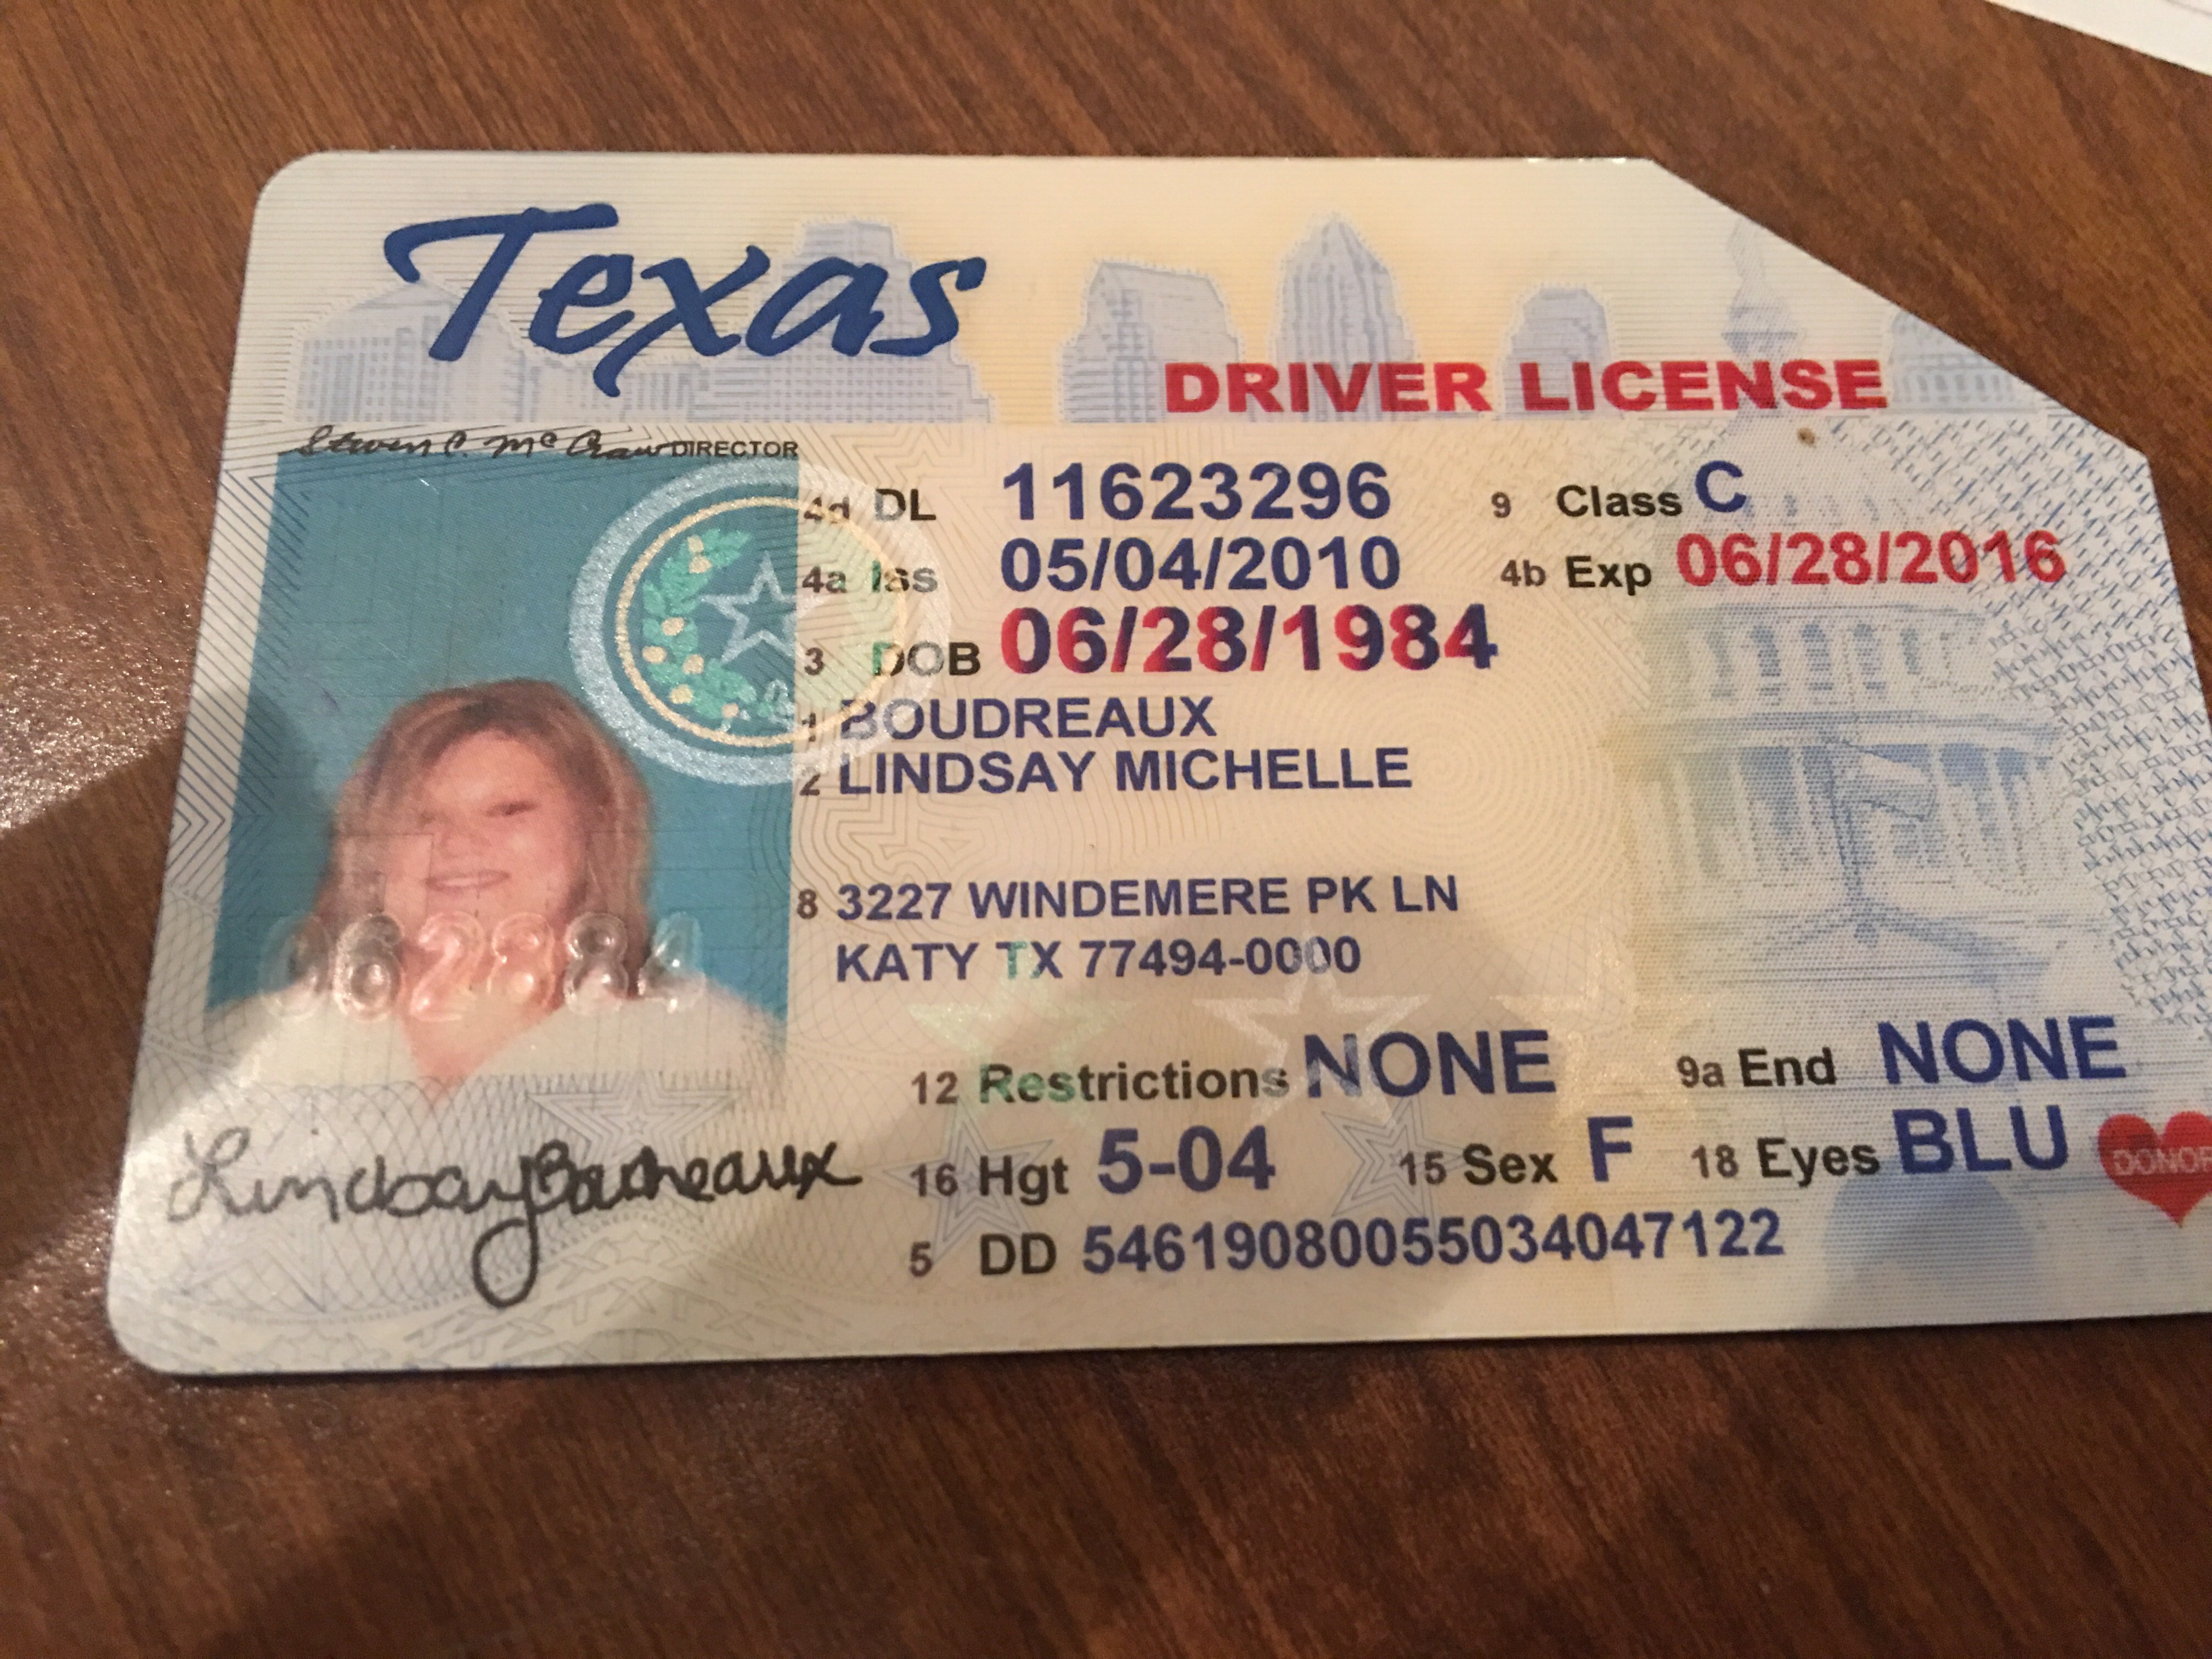 Texas
DRIVER LICENSE
Steven C. McCraw DIRECTOR
4d DL 11623296 9 Class C
4a Iss 05/04/2010 4b Exp 06/28/2016
3 DOB 06/28/1984
1 BOUDREAUX
2 LINDSAY MICHELLE
8 3227 WINDEMERE PK LN
KATY TX 77494-0000
062884
12 Restrictions NONE 9a End NONE
16 Hgt 5-04 15 Sex F 18 Eyes BLU DONOR
5 DD 54619080055034047122
Lindsay Boudreaux